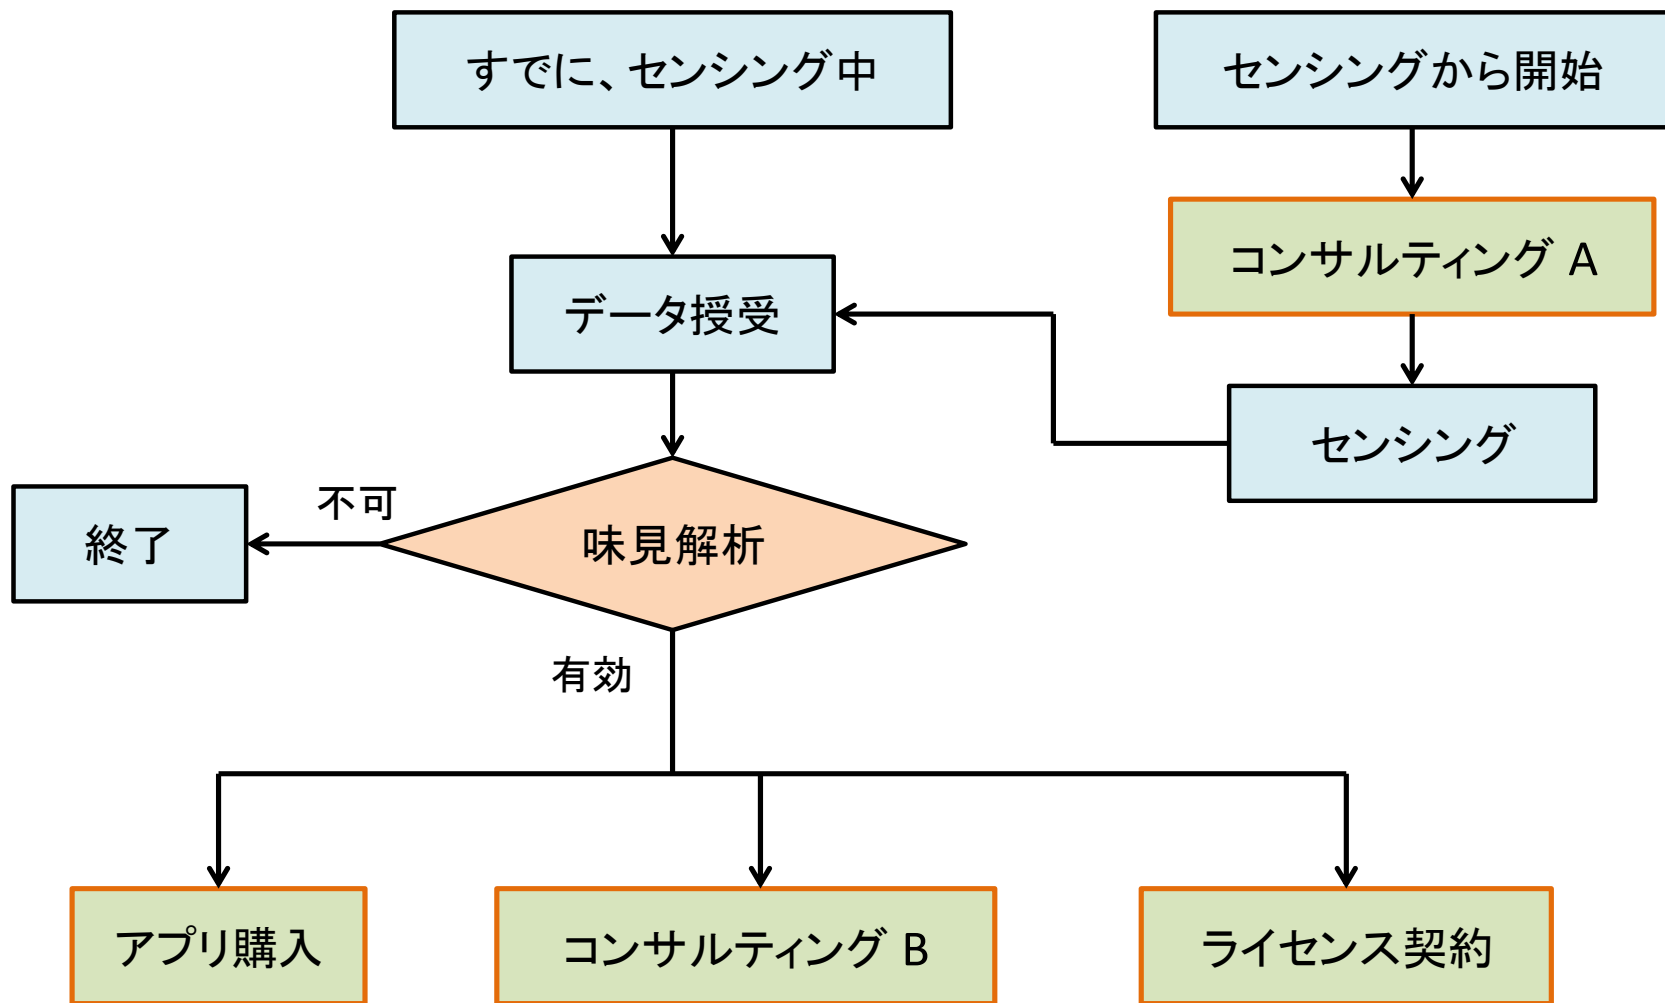 すでに、センシング中
センシングから開始
コンサルティング A
データ授受
センシング
不可
終了
味見解析
有効
アプリ購入
コンサルティング B
ライセンス契約